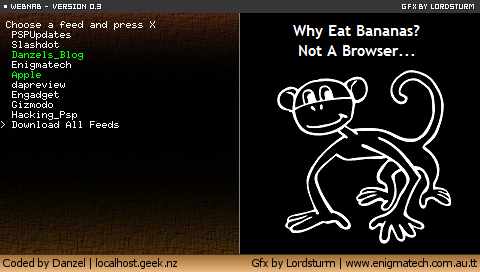 • WEBNAB - VERSION 0.3
GFX BY LORDSTURM
Choose a feed and press X
PSPUpdates
Slashdot
Danzels_Blog
Enigmatech
Apple
dapreview
Engadget
Gizmodo
Hacking_Psp
> Download All Feeds
Why Eat Bananas?
Not A Browser...
Coded by Danzel | localhost.geek.nz
Gfx by Lordsturm | www.enigmatech.com.au.tt